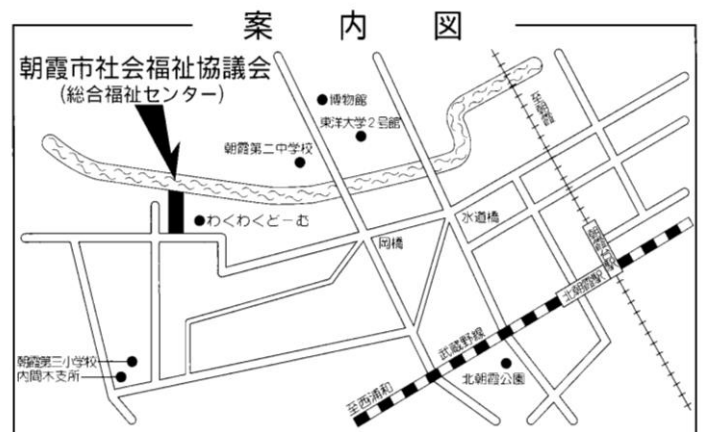 案内図
朝霞市社会福祉協議会
(総合福祉センター)
●博物館
東洋大学2号館
朝霞第二中学校
至朝霞
●わくわくどーむ
水道橋
岡橋
朝霞台駅
北朝霞駅
武蔵野線
朝霞第三小学校
内間木支所
北朝霞公園
至西浦和